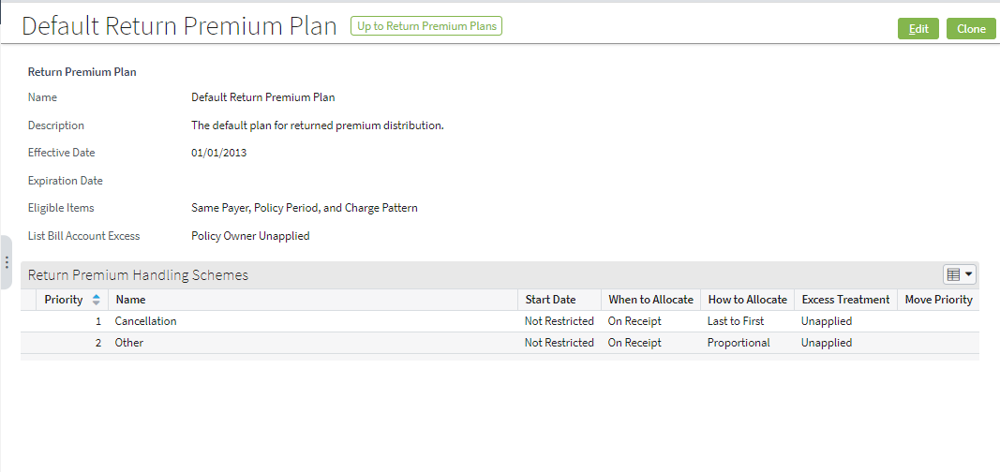 Default Return Premium Plan Up to Return Premium Plans Edit Clone
Return Premium Plan
Name Default Return Premium Plan
Description The default plan for returned premium distribution.
Effective Date 01/01/2013
Expiration Date
Eligible Items Same Payer, Policy Period, and Charge Pattern
List Bill Account Excess Policy Owner Unapplied
Return Premium Handling Schemes
Priority Name Start Date When to Allocate How to Allocate Excess Treatment Move Priority
1 Cancellation Not Restricted On Receipt Last to First Unapplied
2 Other Not Restricted On Receipt Proportional Unapplied